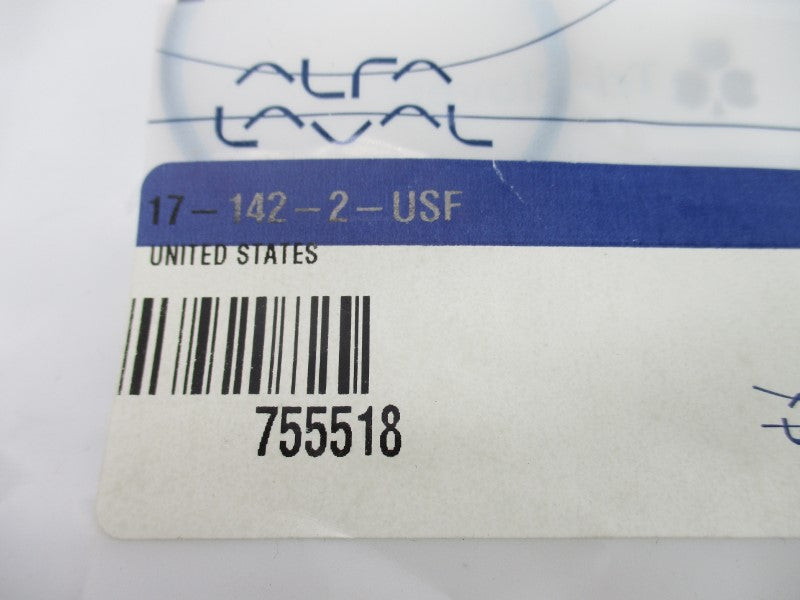 ALFA
LAVAL
17-142-2-USF
UNITED STATES
755518